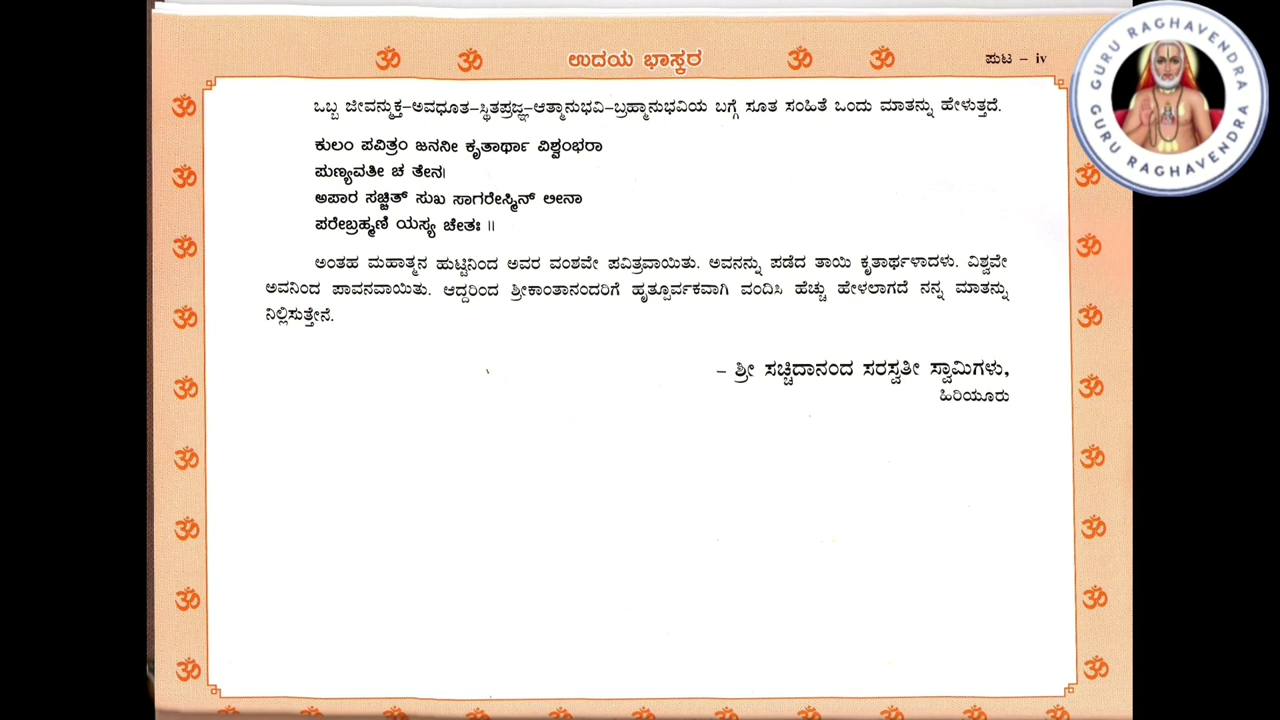 ಉದಯ ಭಾಸ್ಕರ
ಪುಟ – iv
GURU RAGHAVENDRA
GURU RAGHAVENDRA
ಒಬ್ಬ ಜೀವನ್ಮುಕ್ತ–ಅವಧೂತ–ಸ್ಥಿತಪ್ರಜ್ಞ–ಆತ್ಮಾನುಭವಿ–ಬ್ರಹ್ಮಾನುಭವಿಯ ಬಗ್ಗೆ ಸೂತ ಸಂಹಿತೆ ಒಂದು ಮಾತನ್ನು ಹೇಳುತ್ತದೆ.
ಕುಲಂ ಪವಿತ್ರಂ ಜನನೀ ಕೃತಾರ್ಥಾ ವಿಶ್ವಂಭರಾ
ಪುಣ್ಯವತೀ ಚ ತೇನ।
ಅಪಾರ ಸಚ್ಚಿತ್ ಸುಖ ಸಾಗರೇಸ್ಮಿನ್ ಲೀನಾ
ಪರೇಬ್ರಹ್ಮಣಿ ಯಸ್ಯ ಚೇತಃ ॥
ಅಂತಹ ಮಹಾತ್ಮನ ಹುಟ್ಟಿನಿಂದ ಅವರ ವಂಶವೇ ಪವಿತ್ರವಾಯಿತು. ಅವನನ್ನು ಪಡೆದ ತಾಯಿ ಕೃತಾರ್ಥಳಾದಳು. ವಿಶ್ವವೇ
ಅವನಿಂದ ಪಾವನವಾಯಿತು. ಆದ್ದರಿಂದ ಶ್ರೀಕಾಂತಾನಂದರಿಗೆ ಹೃತ್ಪೂರ್ವಕವಾಗಿ ವಂದಿಸಿ ಹೆಚ್ಚು ಹೇಳಲಾಗದೆ ನನ್ನ ಮಾತನ್ನು
ನಿಲ್ಲಿಸುತ್ತೇನೆ.
– ಶ್ರೀ ಸಚ್ಚಿದಾನಂದ ಸರಸ್ವತೀ ಸ್ವಾಮಿಗಳು,
ಹಿರಿಯೂರು